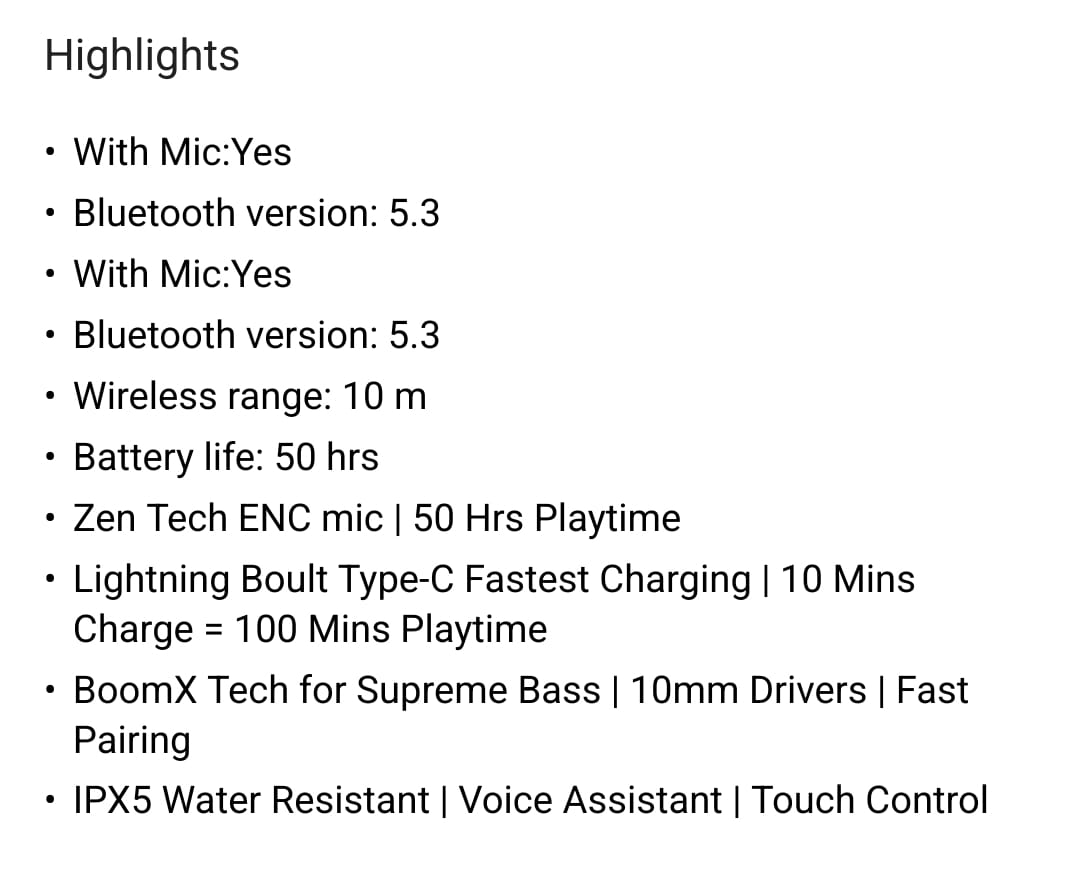 Highlights
• With Mic:Yes
• Bluetooth version: 5.3
• With Mic:Yes
• Bluetooth version: 5.3
• Wireless range: 10 m
• Battery life: 50 hrs
• Zen Tech ENC mic | 50 Hrs Playtime
• Lightning Boult Type-C Fastest Charging | 10 Mins
Charge = 100 Mins Playtime
• BoomX Tech for Supreme Bass | 10mm Drivers | Fast
Pairing
• IPX5 Water Resistant | Voice Assistant | Touch Control